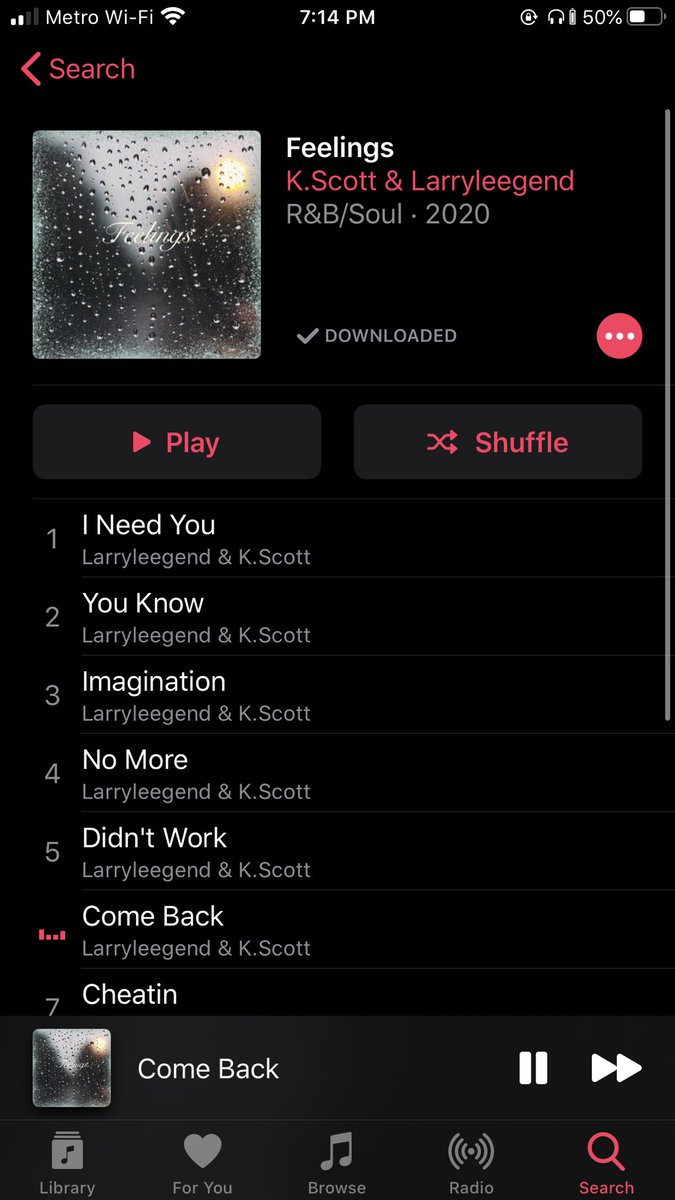 Metro Wi-Fi 7:14 PM 50%
Search
Feelings
Feelings
K.Scott & Larryleegend
R&B/Soul · 2020
DOWNLOADED
Play Shuffle
1 I Need You
Larryleegend & K.Scott
2 You Know
Larryleegend & K.Scott
3 Imagination
Larryleegend & K.Scott
4 No More
Larryleegend & K.Scott
5 Didn't Work
Larryleegend & K.Scott
Come Back
Larryleegend & K.Scott
7 Cheatin
Feelings
Come Back
Library For You Browse Radio Search